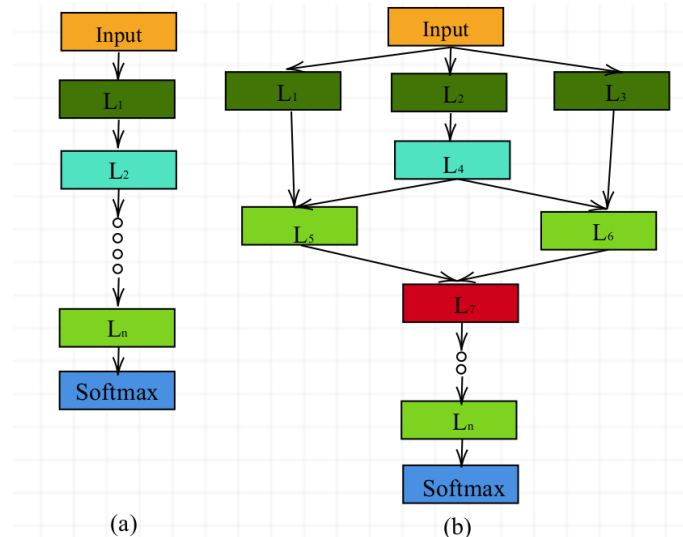 Input
L₁
L₂
Lₙ
Softmax
(a)
Input
L₁ L₂ L₃
L₄
L₅ L₆
L₇
Lₙ
Softmax
(b)